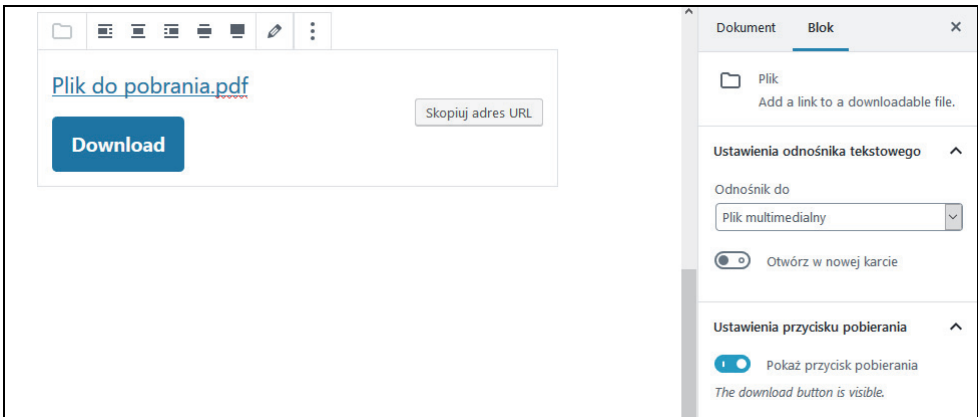 Plik do pobrania.pdf
Skopiuj adres URL
Download
Dokument Blok
Plik
Add a link to a downloadable file.
Ustawienia odnośnika tekstowego
Odnośnik do
Plik multimedialny
Otwórz w nowej karcie
Ustawienia przycisku pobierania
Pokaż przycisk pobierania
The download button is visible.